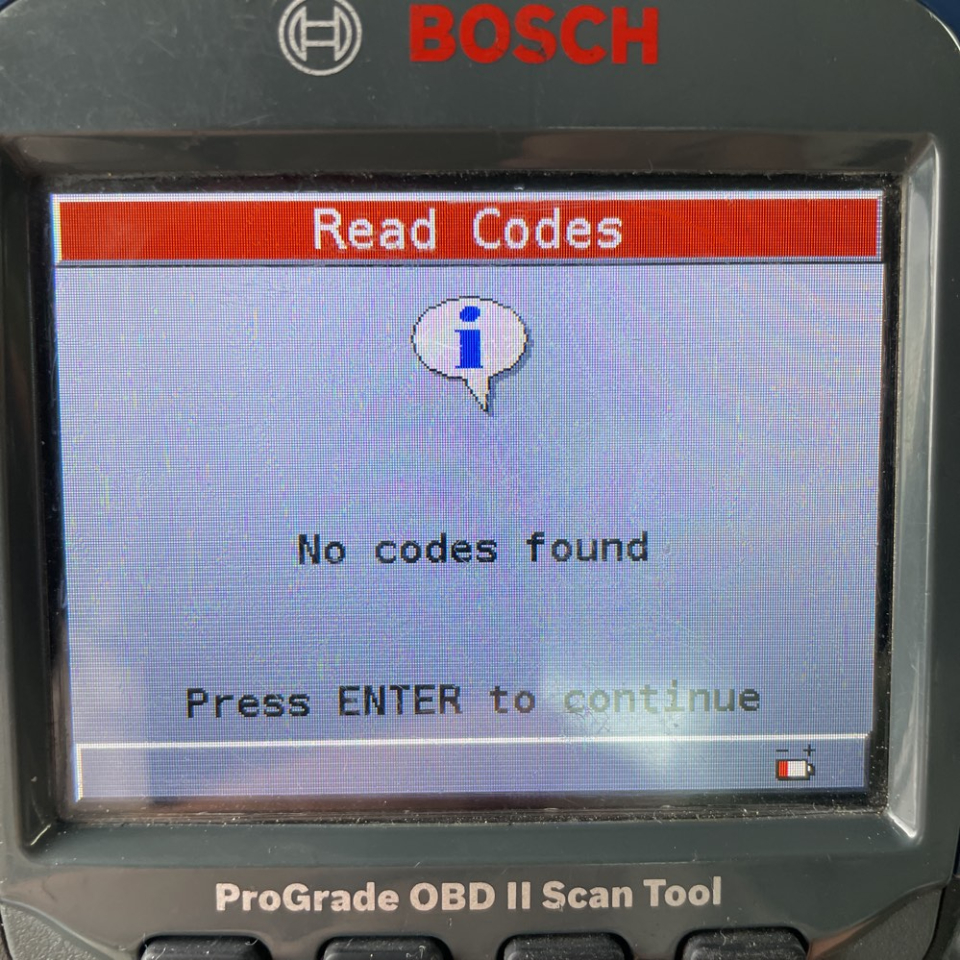 BOSCH
Read Codes
i
No codes found
Press ENTER to continue
- +
ProGrade OBD II Scan Tool